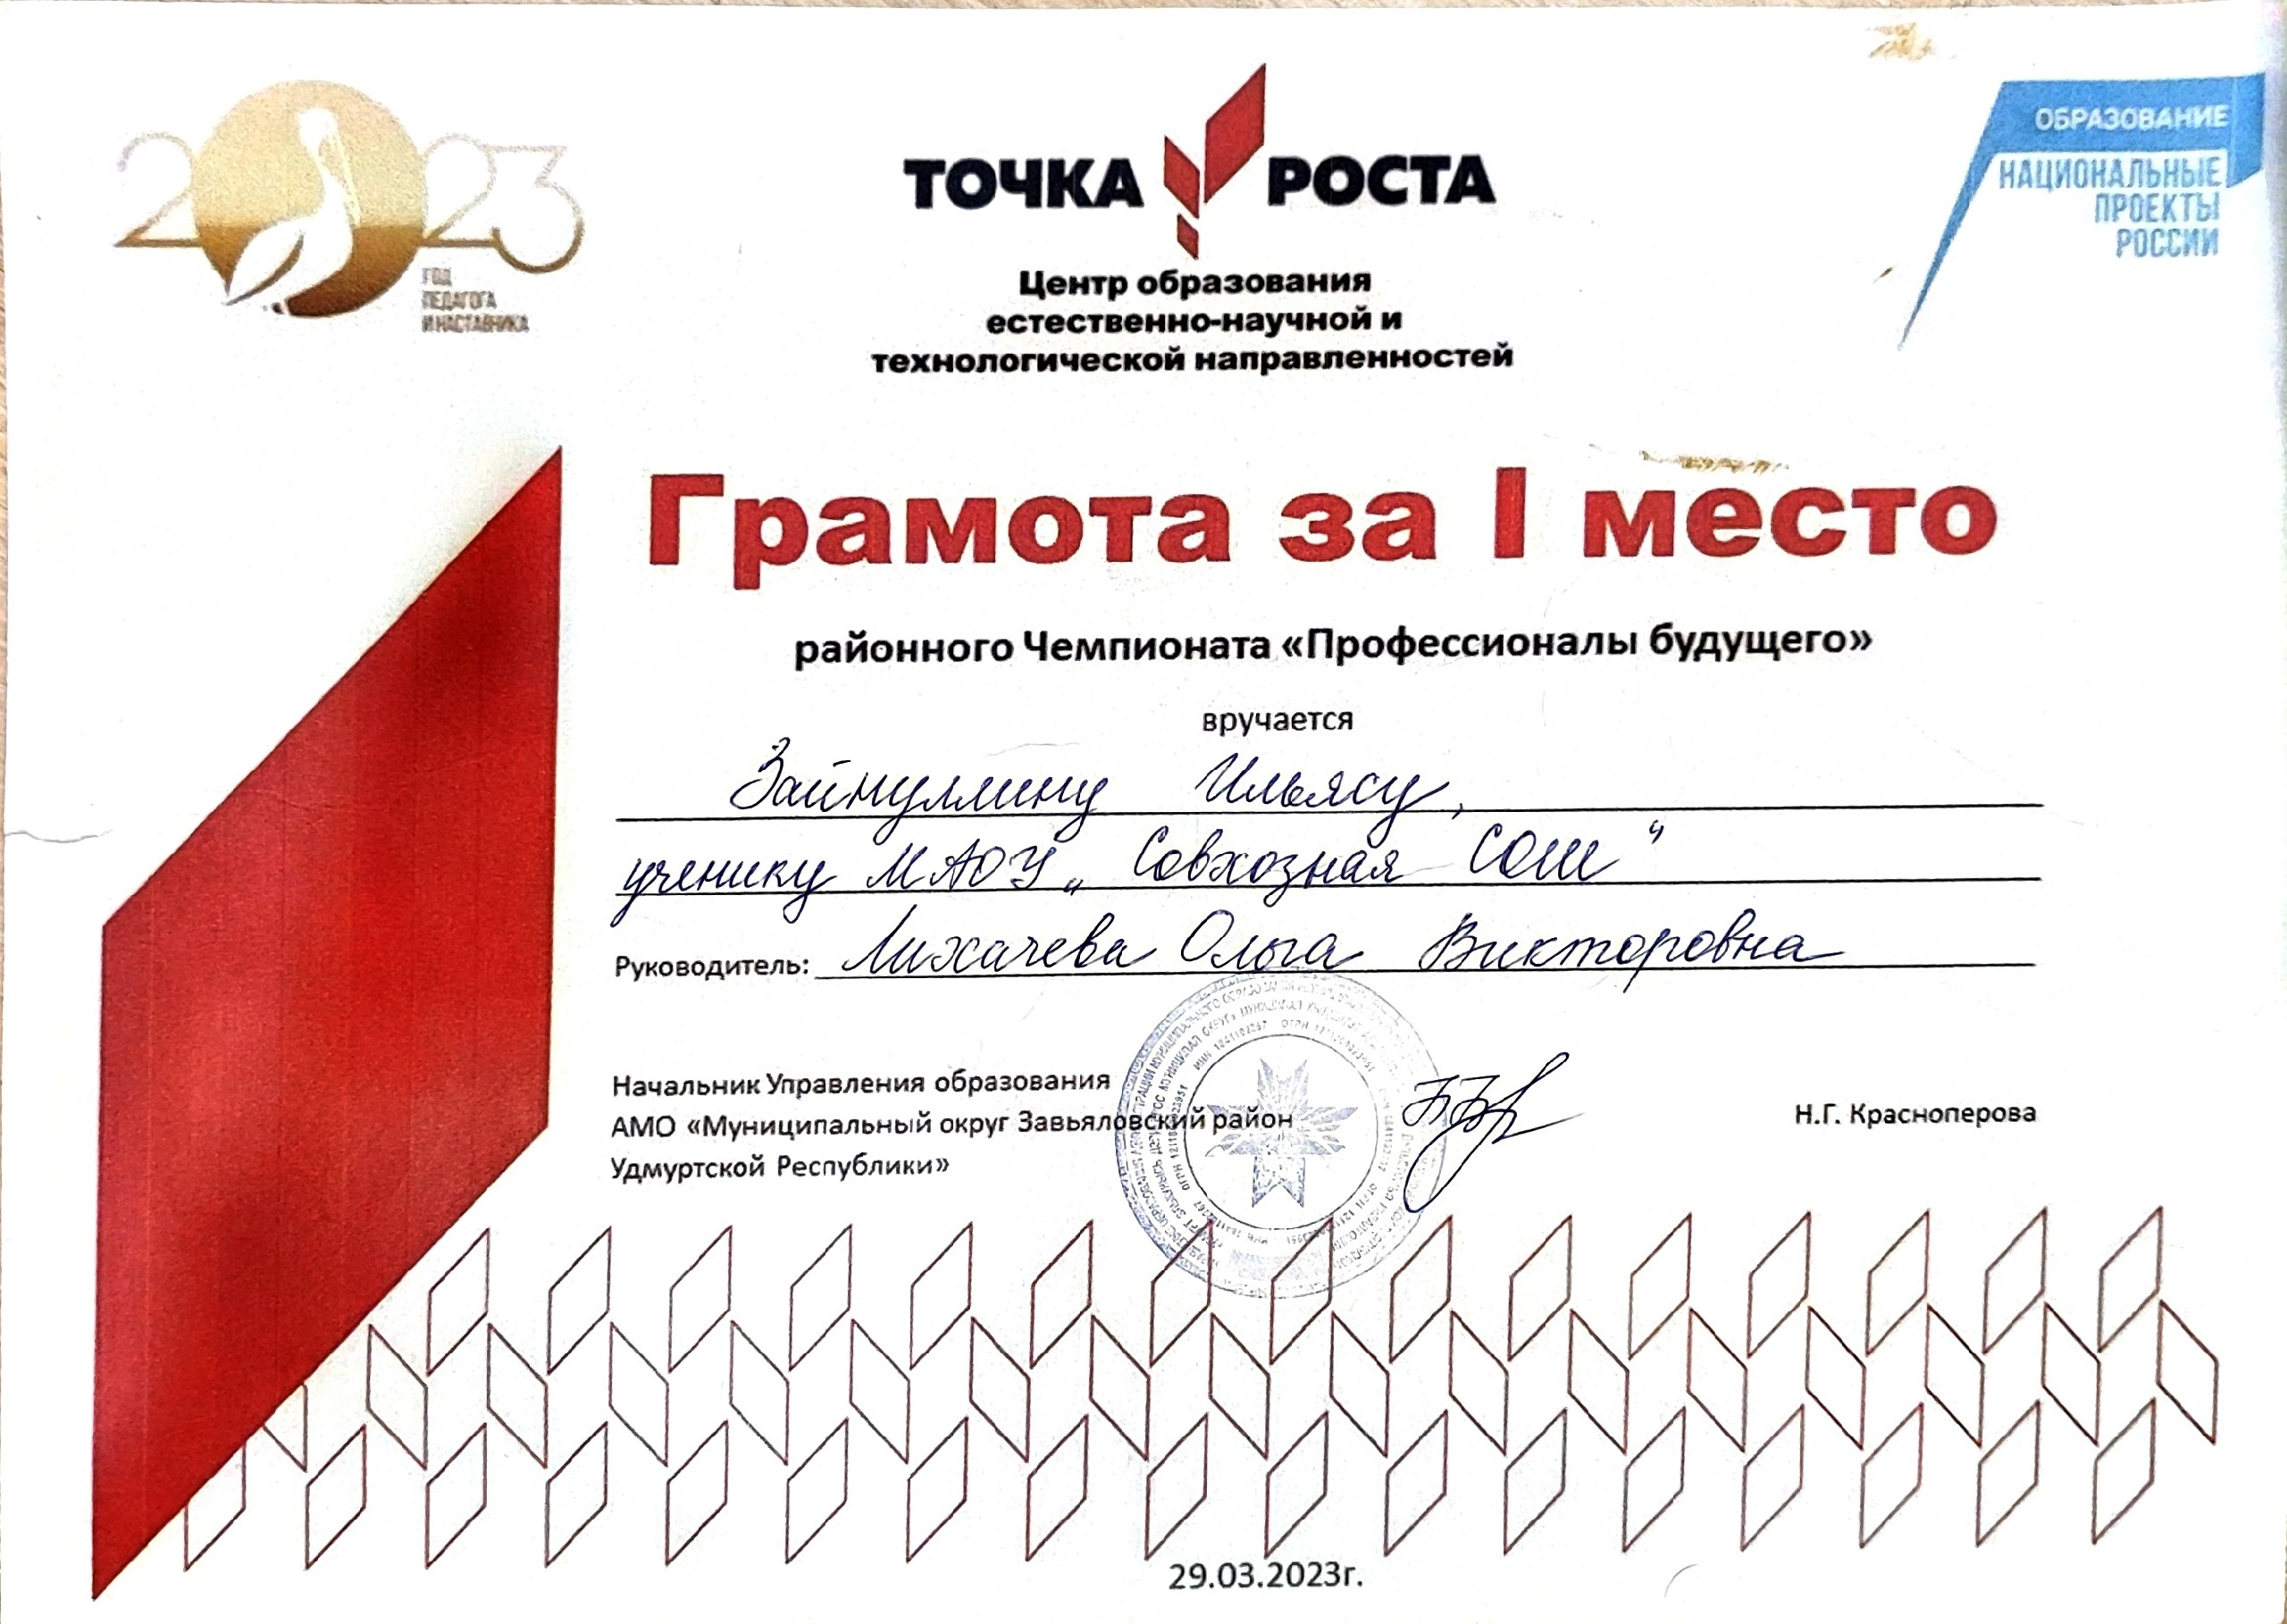 2023
ГОД
ПЕДАГОГА
И НАСТАВНИКА
ТОЧКА РОСТА
Центр образования
естественно-научной и
технологической направленностей
ОБРАЗОВАНИЕ
НАЦИОНАЛЬНЫЕ
ПРОЕКТЫ
РОССИИ
Грамота за I место
районного Чемпионата «Профессионалы будущего»
вручается
Зайнуллину Ильясу,
ученику МАОУ „Совхозная СОШ“
Руководитель: Лихачева Ольга Викторовна
Начальник Управления образования
АМО «Муниципальный округ Завьяловский район
Удмуртской Республики»
Н.Г. Красноперова
29.03.2023г.